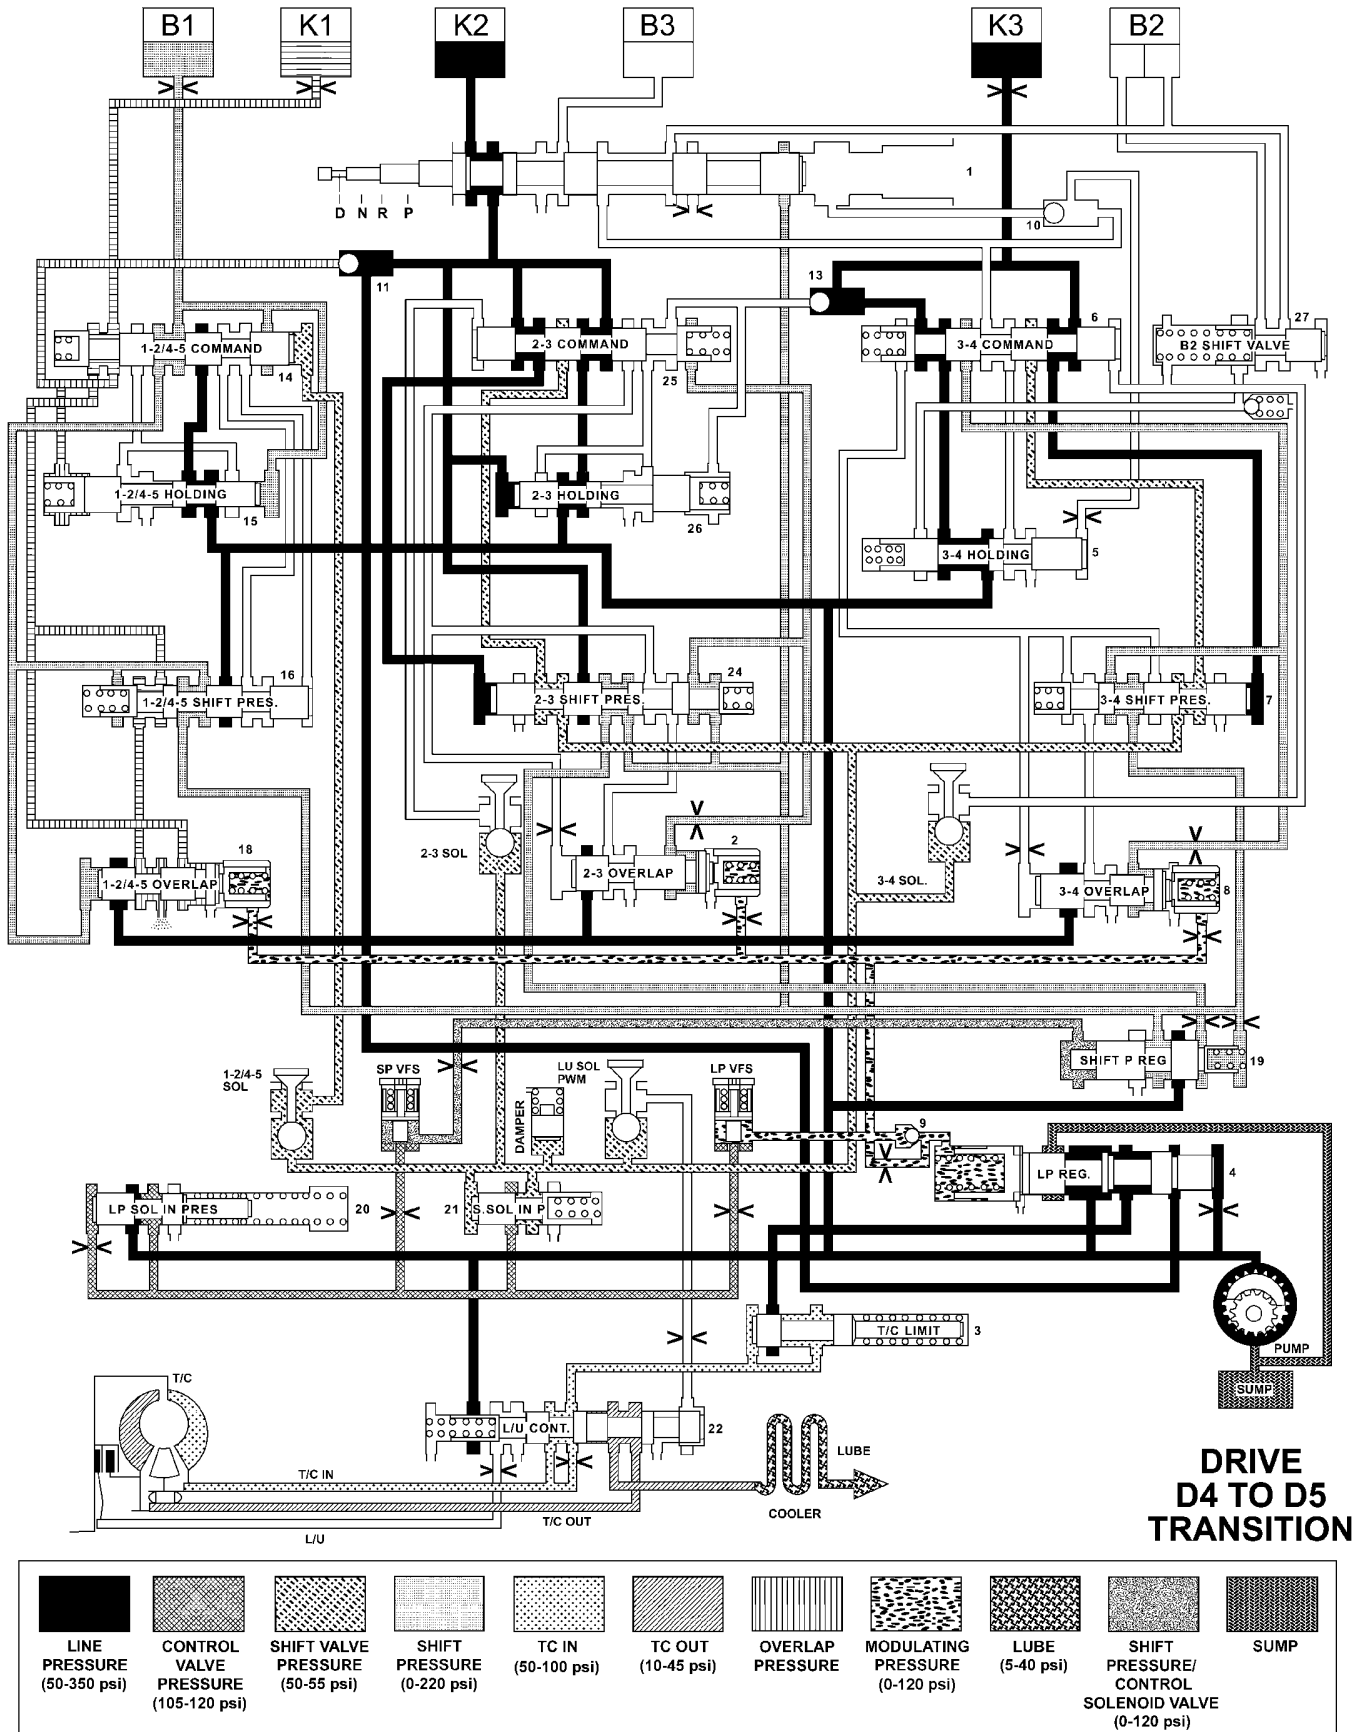 B1
K1
K2
B3
K3
B2
1
D N R P
10
11
13
6
27
1-2/4-5 COMMAND
2-3 COMMAND
3-4 COMMAND
B2 SHIFT VALVE
14
25
1-2/4-5 HOLDING
2-3 HOLDING
15
26
3-4 HOLDING
5
16
24
1-2/4-5 SHIFT PRES.
2-3 SHIFT PRES.
3-4 SHIFT PRES.
7
2-3 SOL
18
2
3-4 SOL.
1-2/4-5 OVERLAP
2-3 OVERLAP
3-4 OVERLAP
8
SHIFT P REG
19
1-2/4-5
SOL
SP VFS
LU SOL
PWM
LP VFS
DAMPER
9
LP REG.
4
LP SOL IN PRES
20
21
S.SOL IN P
T/C LIMIT
3
PUMP
SUMP
T/C
L/U CONT.
22
LUBE
T/C IN
COOLER
T/C OUT
L/U
DRIVE
D4 TO D5
TRANSITION
LINE
PRESSURE
(50-350 psi)
CONTROL
VALVE
PRESSURE
(105-120 psi)
SHIFT VALVE
PRESSURE
(50-55 psi)
SHIFT
PRESSURE
(0-220 psi)
TC IN
(50-100 psi)
TC OUT
(10-45 psi)
OVERLAP
PRESSURE
MODULATING
PRESSURE
(0-120 psi)
LUBE
(5-40 psi)
SHIFT
PRESSURE/
CONTROL
SOLENOID VALVE
(0-120 psi)
SUMP